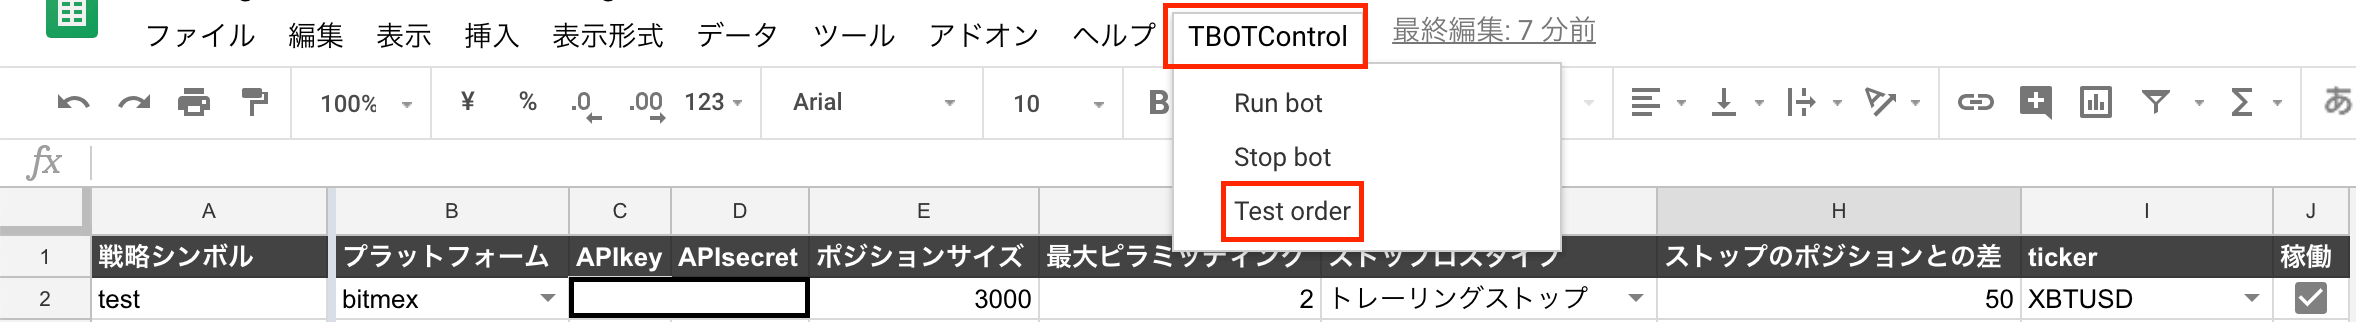 ファイル 編集 表示 挿入 表示形式 データ ツール アドオン ヘルプ TBOTControl 最終編集: 7 分前
100% ¥ % .0 .00 123 Arial 10 B あ
Run bot
Stop bot
Test order
fx
A B C D E H I J
1 戦略シンボル プラットフォーム APIkey APIsecret ポジションサイズ 最大ピラミッディング ストップロスタイプ ストップのポジションとの差 ticker 稼働
2 test bitmex 3000 2 トレーリングストップ 50 XBTUSD